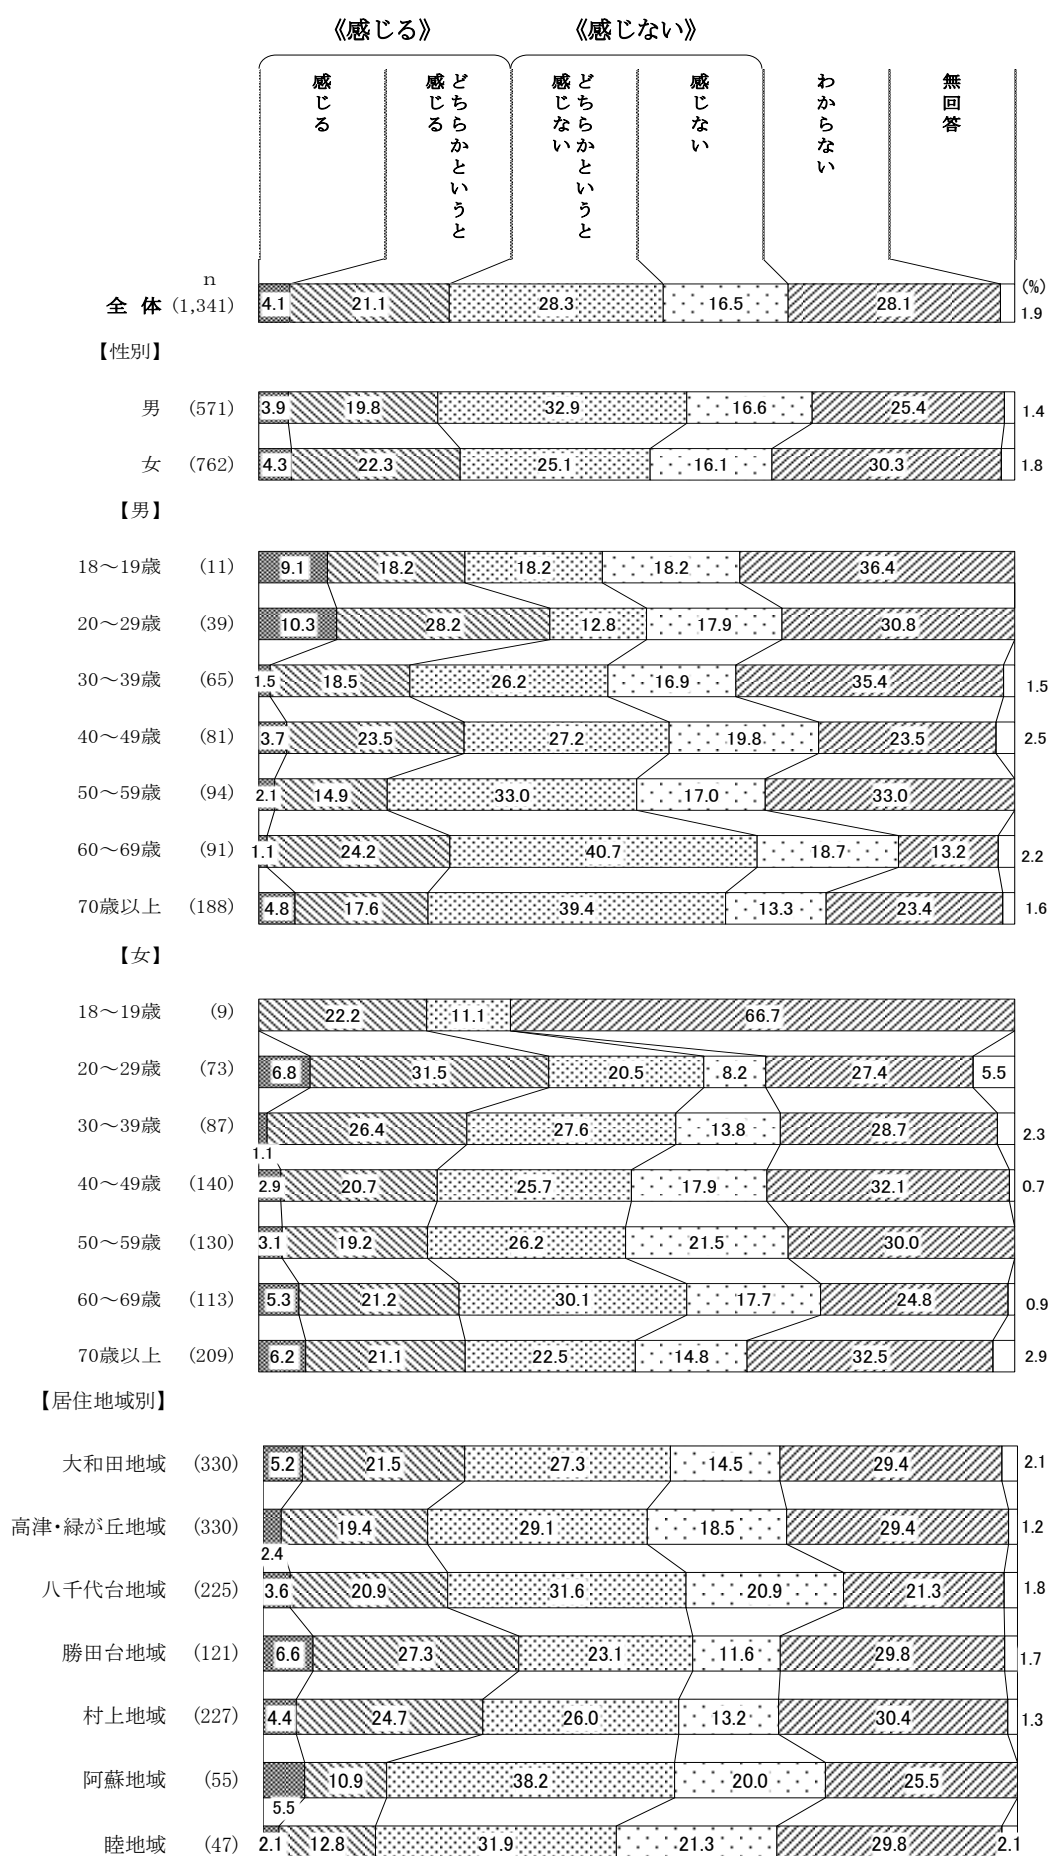 《感じる》 《感じない》
感じる
どちらかというと
感じる
どちらかというと
感じない
感じない
わからない
無回答
n
(%)
全 体 (1,341) 4.1 21.1 28.3 16.5 28.1 1.9
【性別】
男 (571) 3.9 19.8 32.9 16.6 25.4 1.4
女 (762) 4.3 22.3 25.1 16.1 30.3 1.8
【男】
18～19歳 (11) 9.1 18.2 18.2 18.2 36.4
20～29歳 (39) 10.3 28.2 12.8 17.9 30.8
30～39歳 (65) 1.5 18.5 26.2 16.9 35.4 1.5
40～49歳 (81) 3.7 23.5 27.2 19.8 23.5 2.5
50～59歳 (94) 2.1 14.9 33.0 17.0 33.0
60～69歳 (91) 1.1 24.2 40.7 18.7 13.2 2.2
70歳以上 (188) 4.8 17.6 39.4 13.3 23.4 1.6
【女】
18～19歳 (9) 22.2 11.1 66.7
20～29歳 (73) 6.8 31.5 20.5 8.2 27.4 5.5
30～39歳 (87) 1.1 26.4 27.6 13.8 28.7 2.3
40～49歳 (140) 2.9 20.7 25.7 17.9 32.1 0.7
50～59歳 (130) 3.1 19.2 26.2 21.5 30.0
60～69歳 (113) 5.3 21.2 30.1 17.7 24.8 0.9
70歳以上 (209) 6.2 21.1 22.5 14.8 32.5 2.9
【居住地域別】
大和田地域 (330) 5.2 21.5 27.3 14.5 29.4 2.1
高津・緑が丘地域 (330) 2.4 19.4 29.1 18.5 29.4 1.2
八千代台地域 (225) 3.6 20.9 31.6 20.9 21.3 1.8
勝田台地域 (121) 6.6 27.3 23.1 11.6 29.8 1.7
村上地域 (227) 4.4 24.7 26.0 13.2 30.4 1.3
阿蘇地域 (55) 5.5 10.9 38.2 20.0 25.5
睦地域 (47) 2.1 12.8 31.9 21.3 29.8 2.1